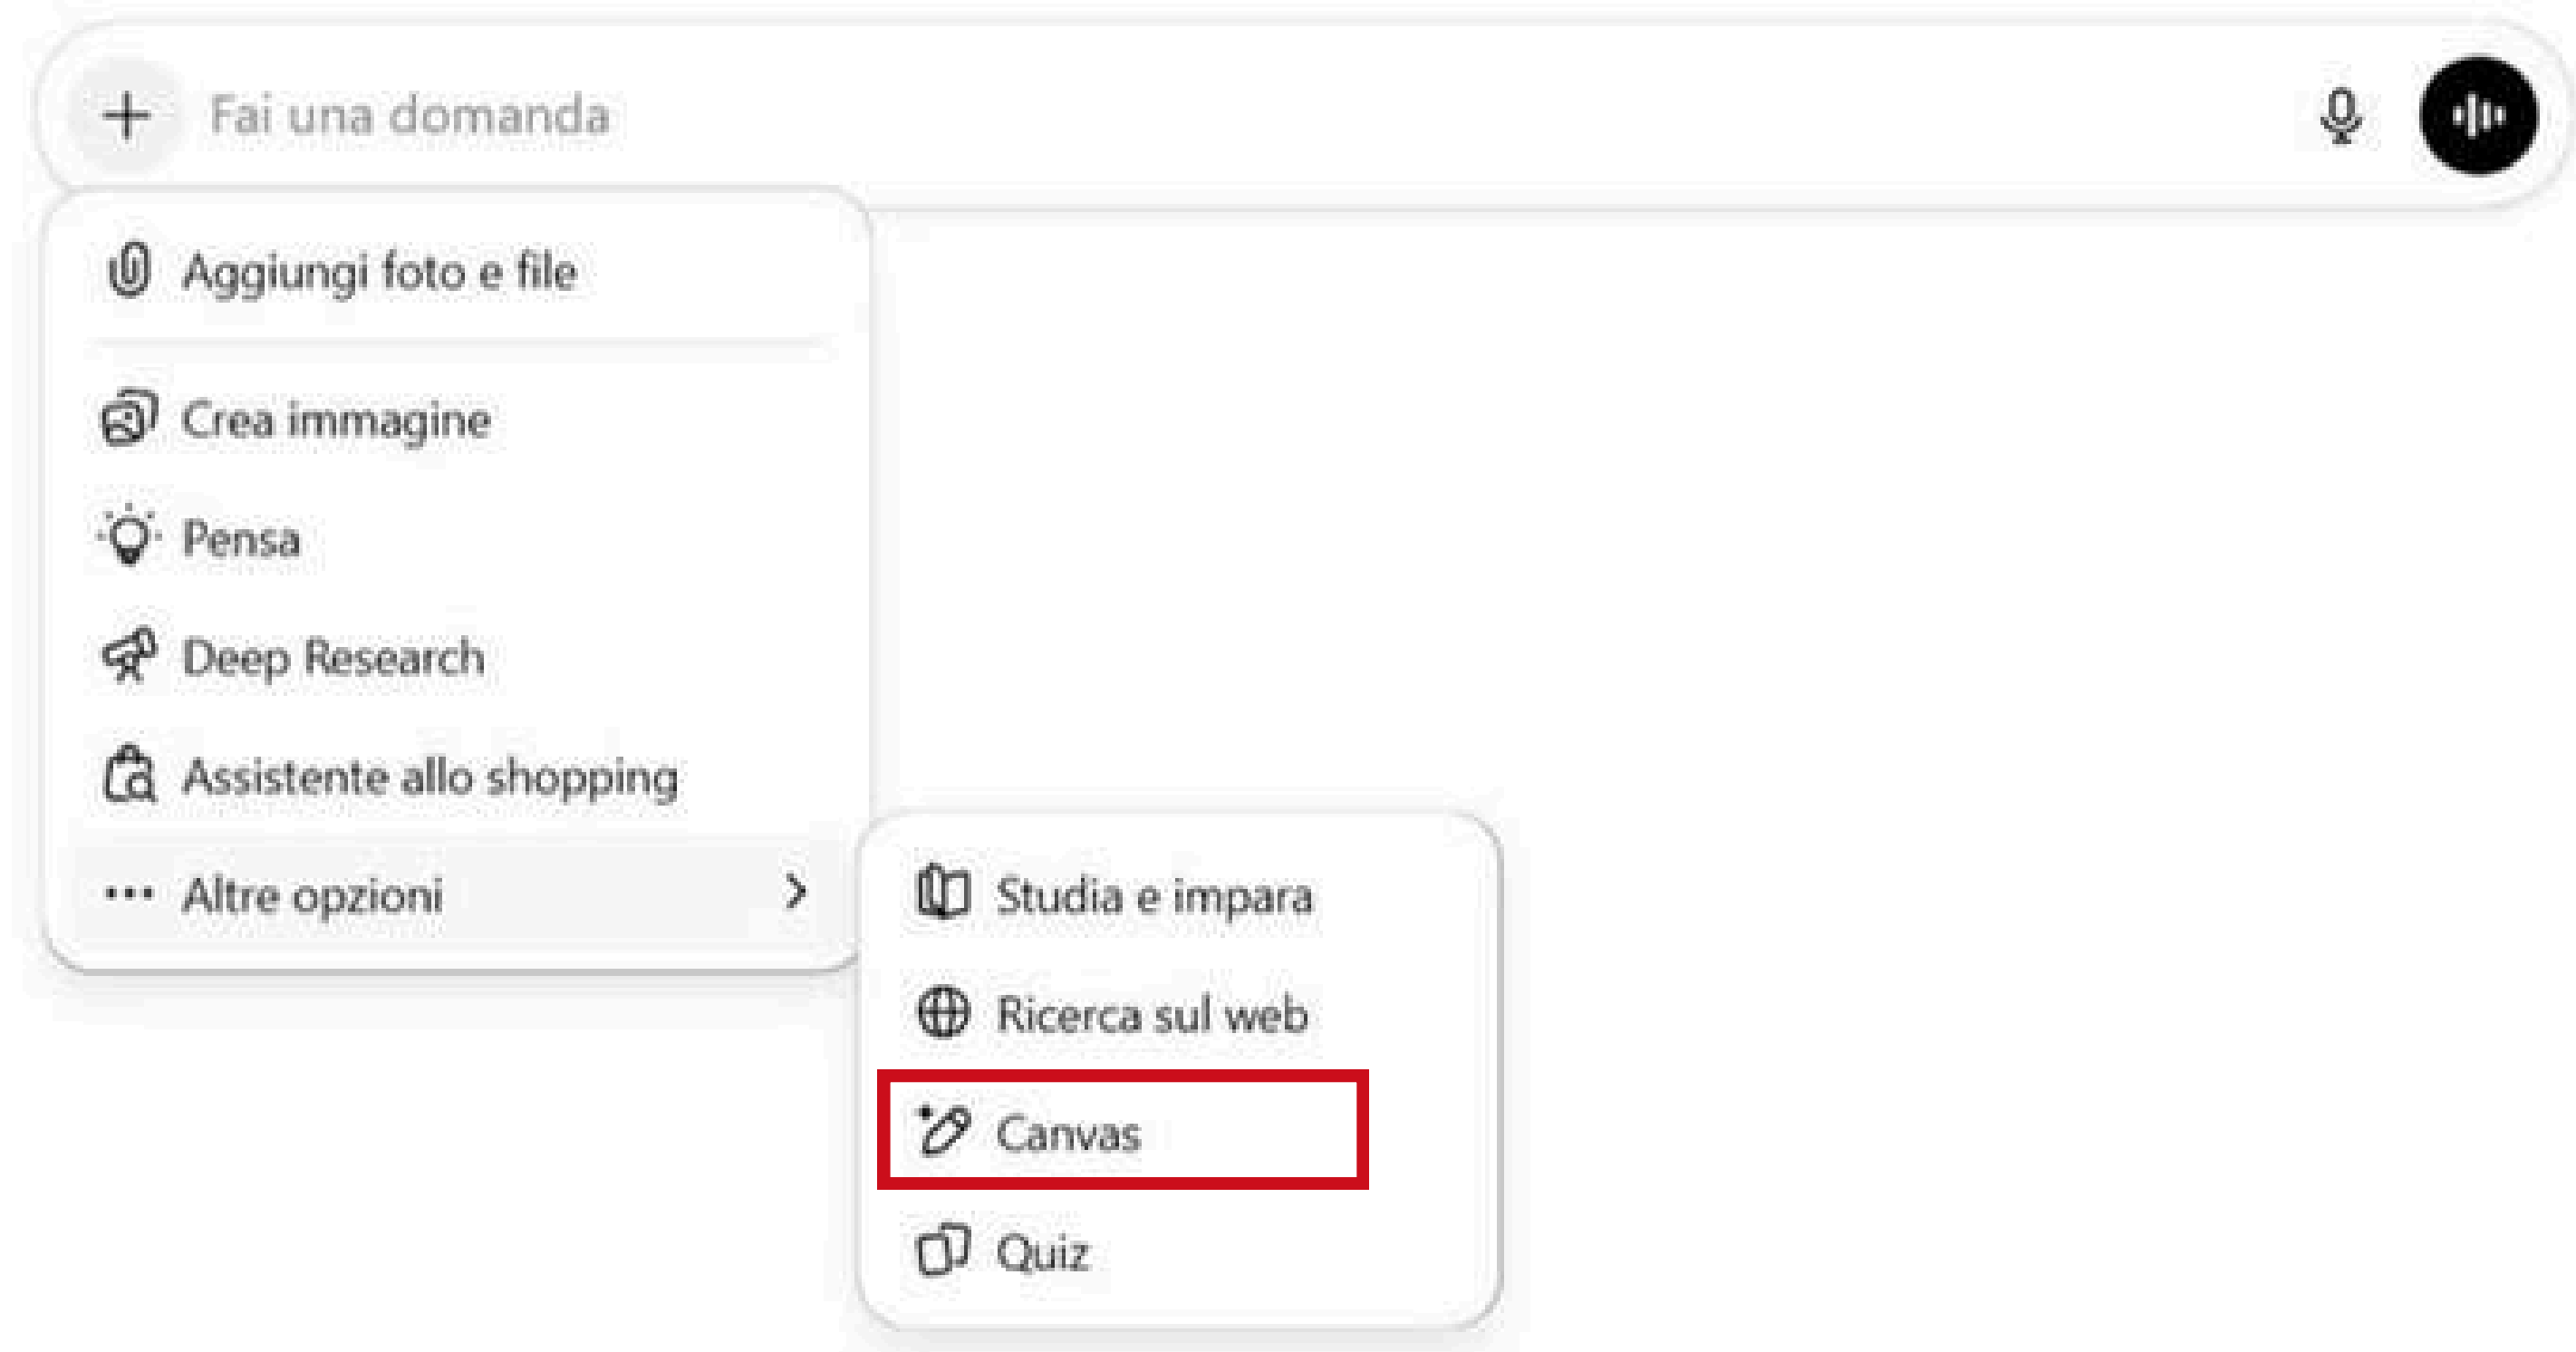 Fai una domanda
Aggiungi foto e file
Crea immagine
Pensa
Deep Research
Assistente allo shopping
Altre opzioni
Studia e impara
Ricerca sul web
Canvas
Quiz